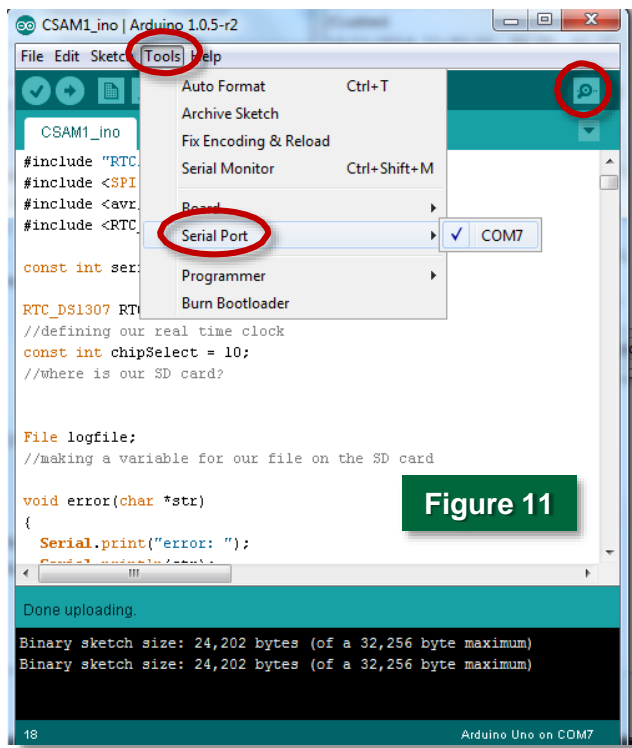 CSAM1_ino | Arduino 1.0.5-r2
File Edit Sketch Tools Help
Auto Format Ctrl+T
Archive Sketch
Fix Encoding & Reload
Serial Monitor Ctrl+Shift+M
Board
Serial Port
COM7
Programmer
Burn Bootloader
CSAM1_ino
#include "RTC
#include <SPI
#include <avr_
#include <RTC_
const int ser
RTC_DS1307 RT
//defining our real time clock
const int chipSelect = 10;
//where is our SD card?
File logfile;
//making a variable for our file on the SD card
void error(char *str)
{
Serial.print("error: ");
Figure 11
Done uploading.
Binary sketch size: 24,202 bytes (of a 32,256 byte maximum)
Binary sketch size: 24,202 bytes (of a 32,256 byte maximum)
18
Arduino Uno on COM7